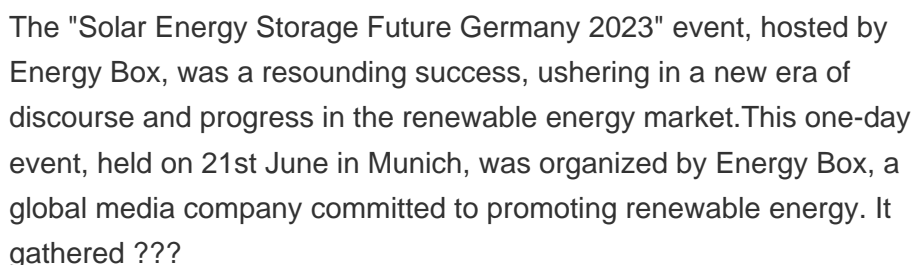 The "Solar Energy Storage Future Germany 2023" event, hosted by
Energy Box, was a resounding success, ushering in a new era of
discourse and progress in the renewable energy market.This one-day
event, held on 21st June in Munich, was organized by Energy Box, a
global media company committed to promoting renewable energy. It
gathered ???